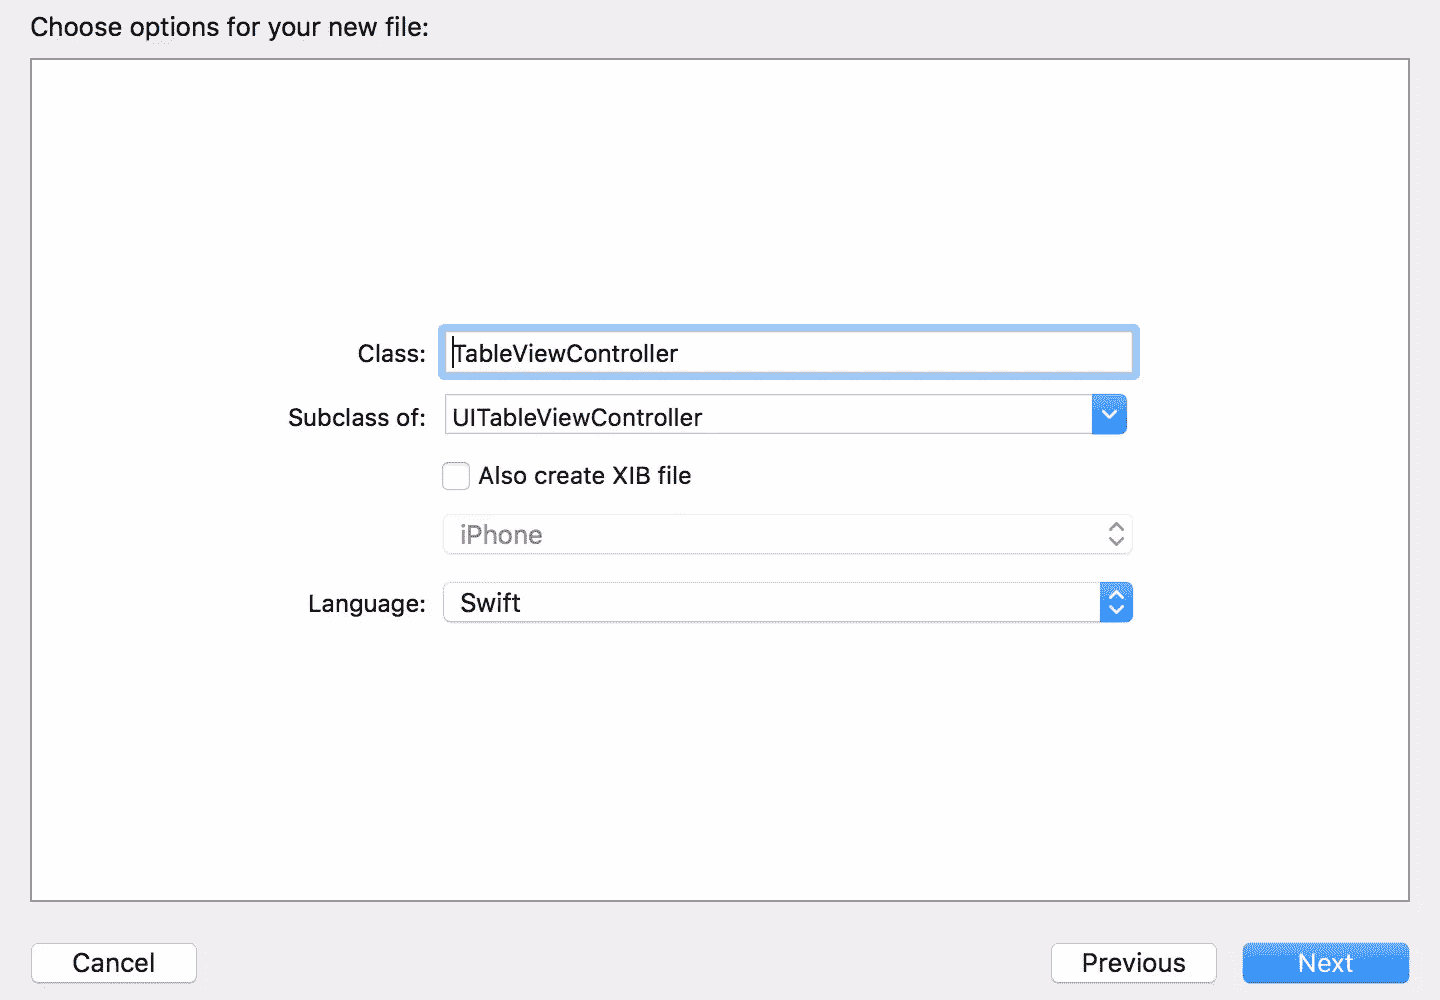 Choose options for your new file:
Class: TableViewController
Subclass of: UITableViewController
Also create XIB file
iPhone
Language: Swift
Cancel Previous Next